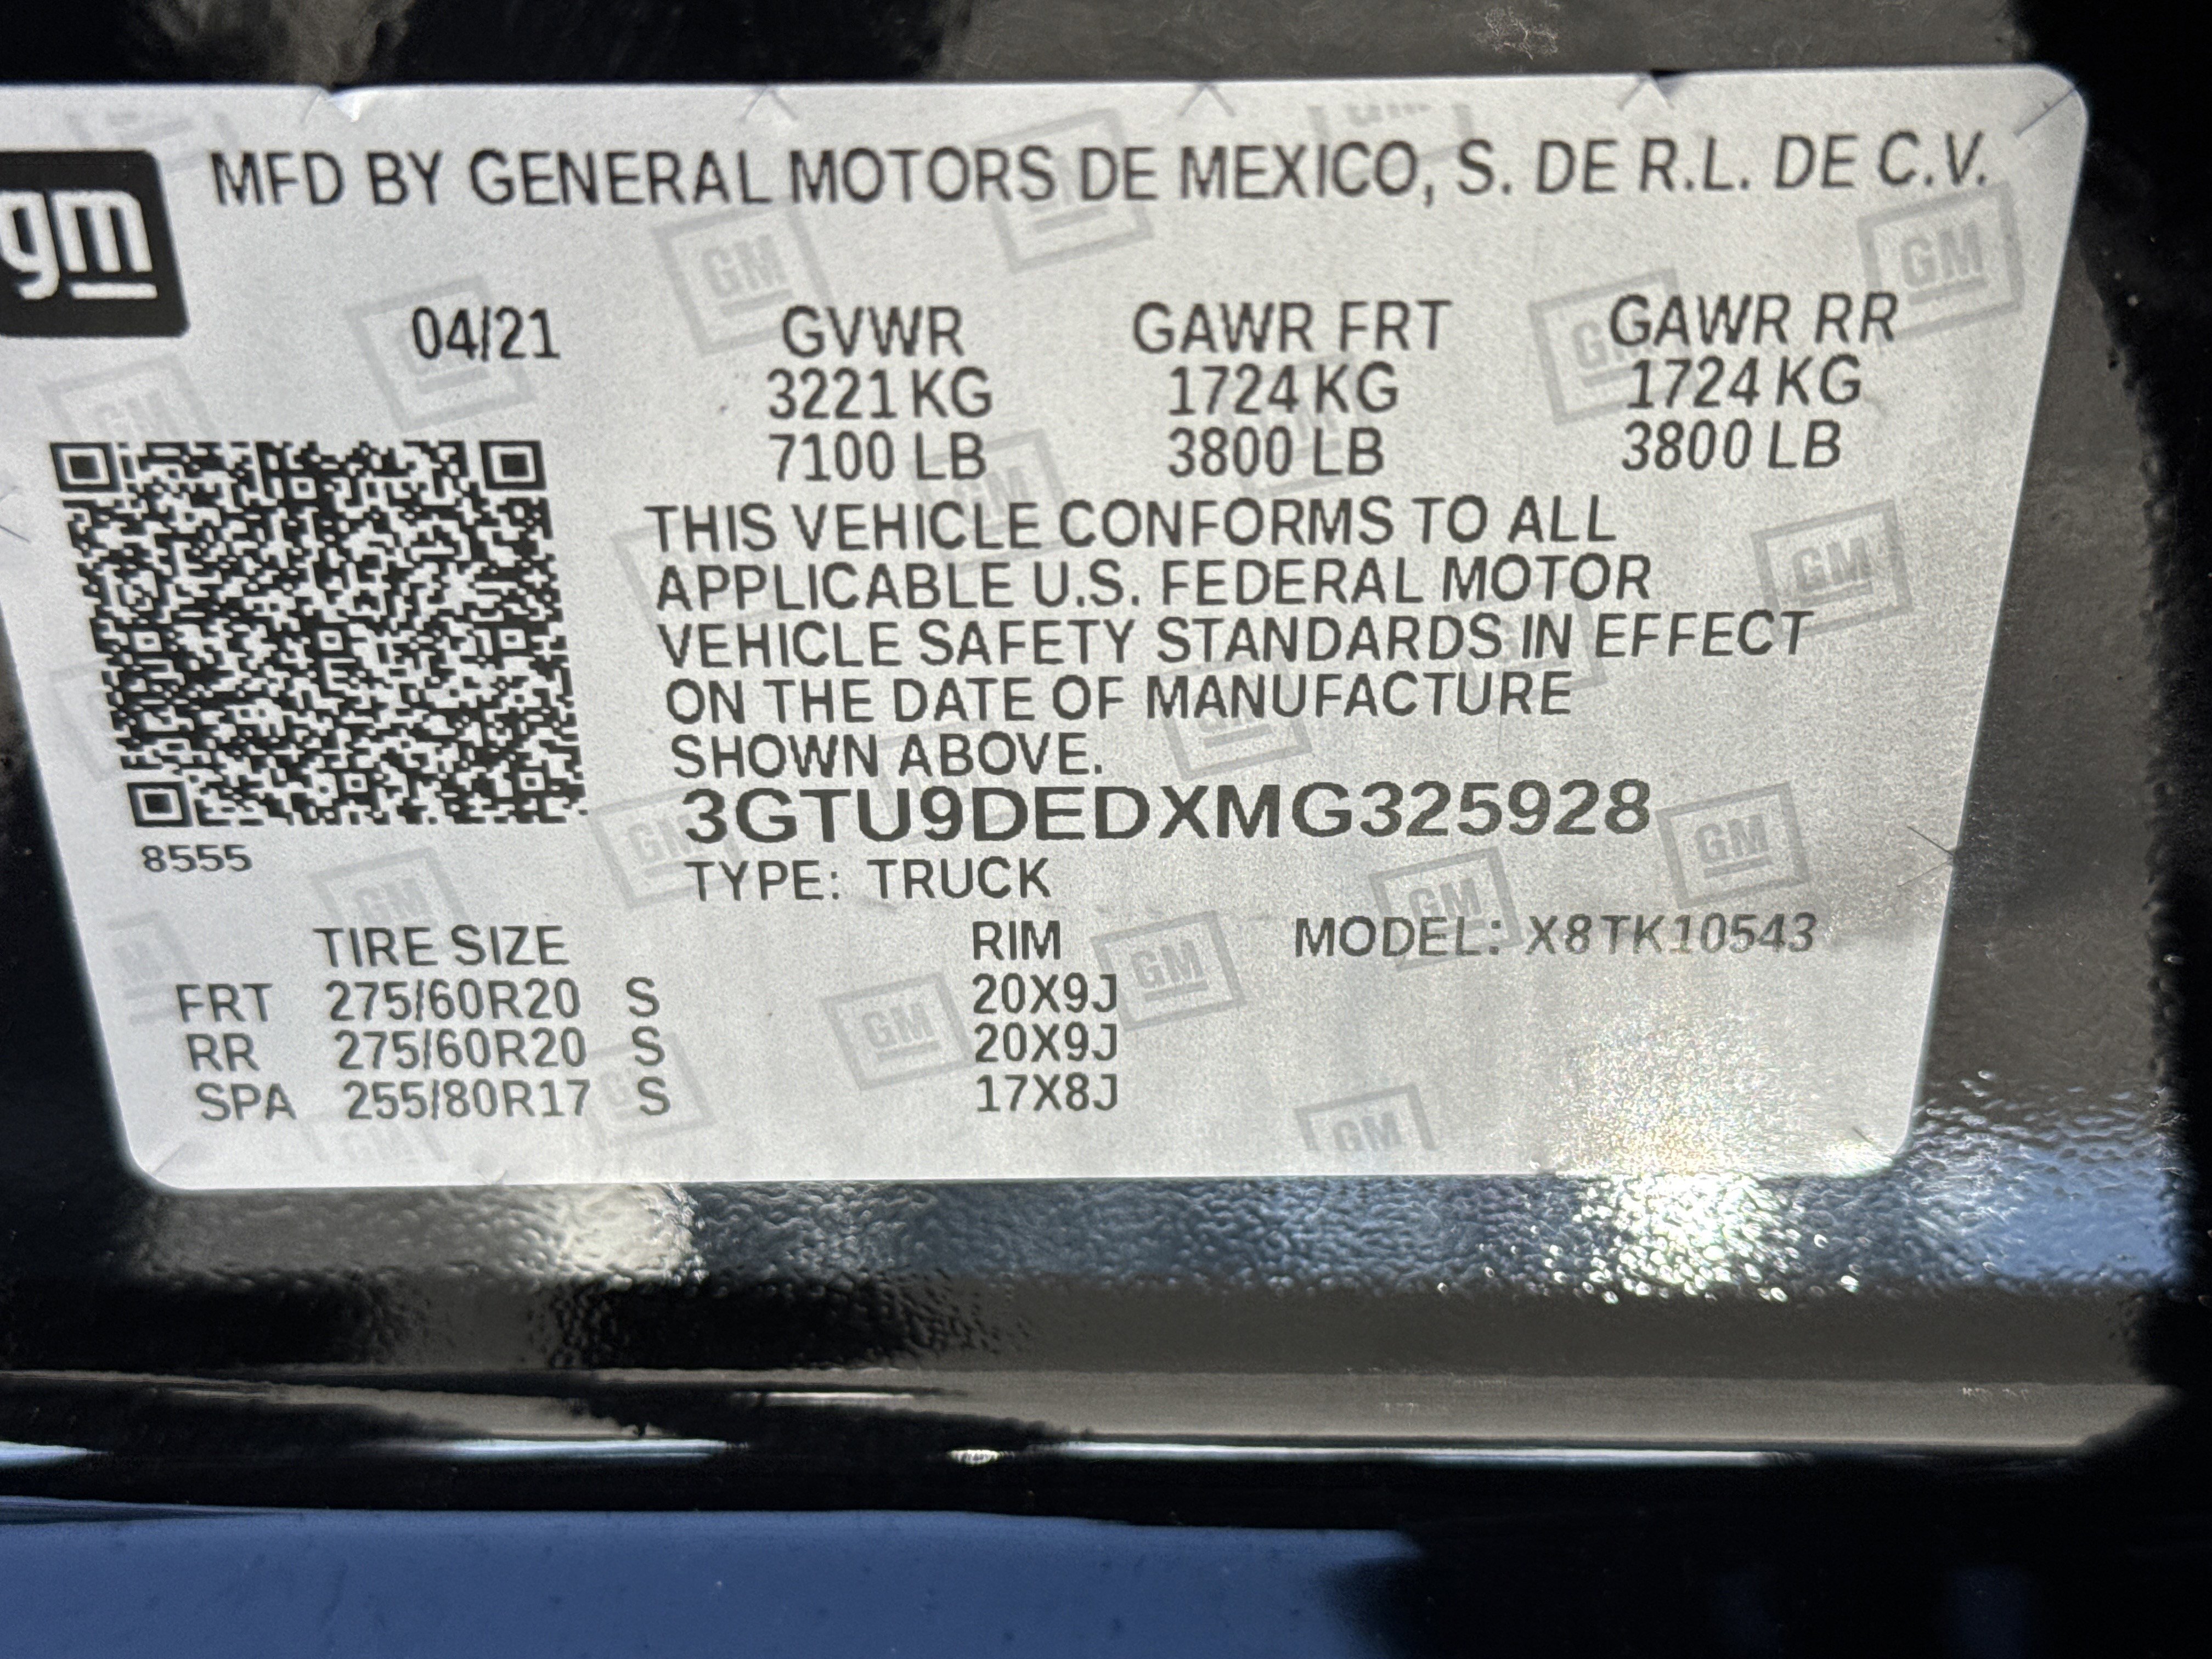 gm
MFD BY GENERAL MOTORS DE MEXICO, S. DE R.L. DE C.V.
04/21 GVWR GAWR FRT GAWR RR
3221 KG 1724 KG 1724 KG
7100 LB 3800 LB 3800 LB
THIS VEHICLE CONFORMS TO ALL
APPLICABLE U.S. FEDERAL MOTOR
VEHICLE SAFETY STANDARDS IN EFFECT
ON THE DATE OF MANUFACTURE
SHOWN ABOVE.
3GTU9DEDXMG325928
8555
TYPE: TRUCK
TIRE SIZE RIM MODEL: X8TK10543
FRT 275/60R20 S 20X9J
RR 275/60R20 S 20X9J
SPA 255/80R17 S 17X8J